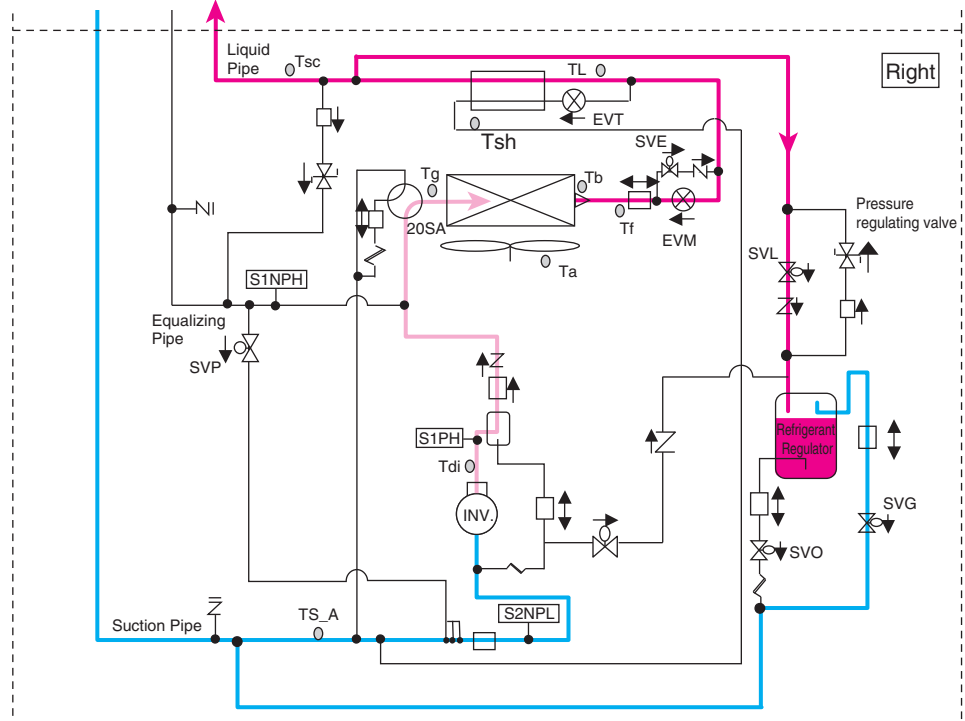 Liquid
Pipe
Tsc
TL
Right
EVT
Tsh
SVE
Tg
Tb
20SA
Tf
EVM
Pressure
regulating valve
Ta
SVL
S1NPH
Equalizing
Pipe
SVP
S1PH
Tdi
Refrigerant
Regulator
INV.
SVG
SVO
S2NPL
TS_A
Suction Pipe